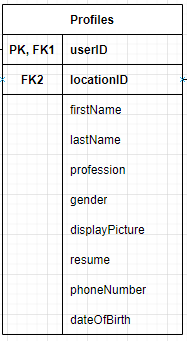 Profiles
PK, FK1 userID
FK2 locationID
firstName
lastName
profession
gender
displayPicture
resume
phoneNumber
dateOfBirth